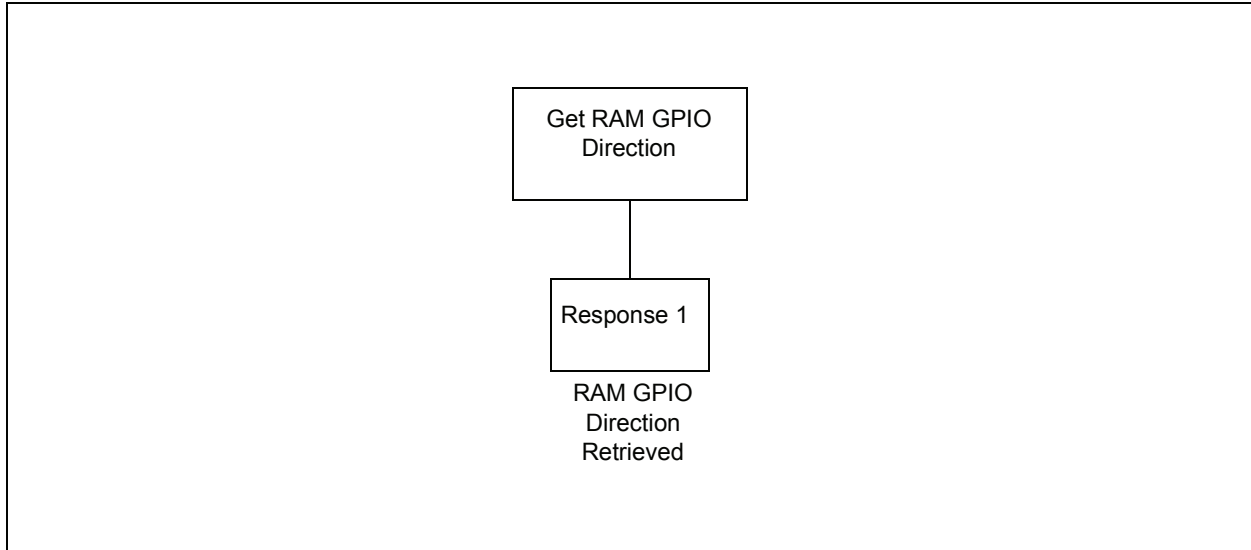 Get RAM GPIO
Direction
Response 1
RAM GPIO
Direction
Retrieved